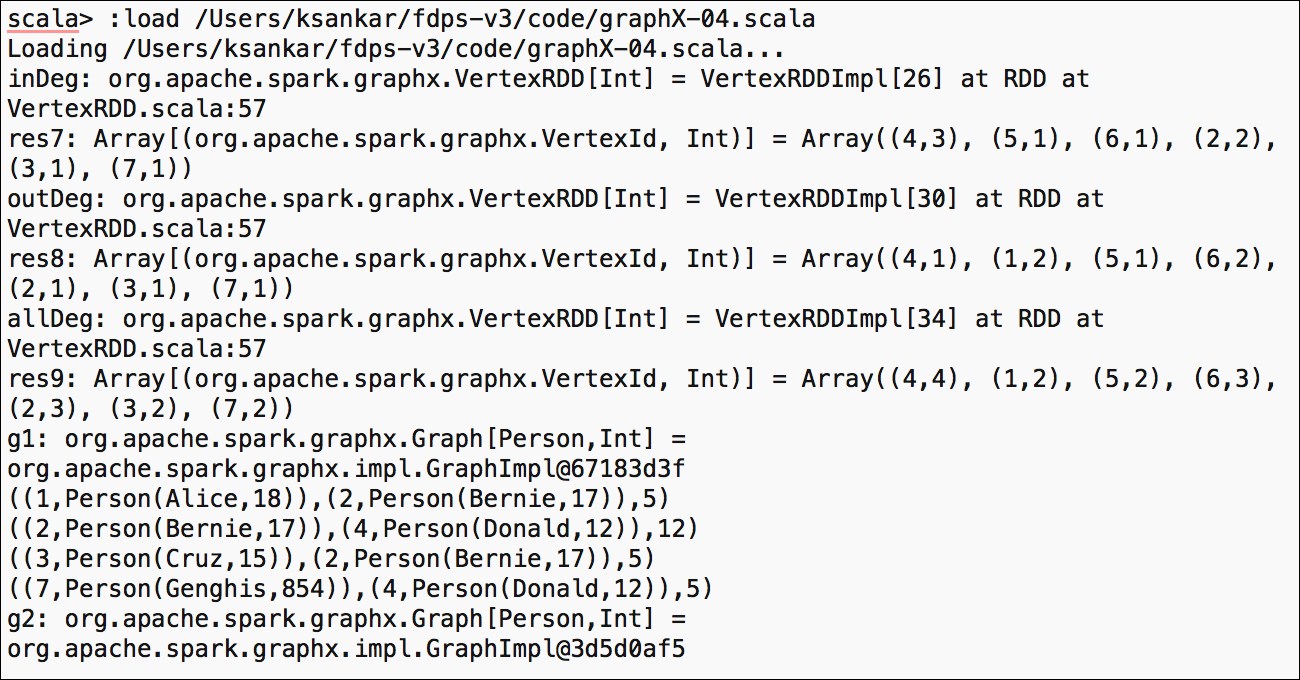 scala> :load /Users/ksankar/fdps-v3/code/graphX-04.scala
Loading /Users/ksankar/fdps-v3/code/graphX-04.scala...
inDeg: org.apache.spark.graphx.VertexRDD[Int] = VertexRDDImpl[26] at RDD at
VertexRDD.scala:57
res7: Array[(org.apache.spark.graphx.VertexId, Int)] = Array((4,3), (5,1), (6,1), (2,2),
(3,1), (7,1))
outDeg: org.apache.spark.graphx.VertexRDD[Int] = VertexRDDImpl[30] at RDD at
VertexRDD.scala:57
res8: Array[(org.apache.spark.graphx.VertexId, Int)] = Array((4,1), (1,2), (5,1), (6,2),
(2,1), (3,1), (7,1))
allDeg: org.apache.spark.graphx.VertexRDD[Int] = VertexRDDImpl[34] at RDD at
VertexRDD.scala:57
res9: Array[(org.apache.spark.graphx.VertexId, Int)] = Array((4,4), (1,2), (5,2), (6,3),
(2,3), (3,2), (7,2))
g1: org.apache.spark.graphx.Graph[Person,Int] =
org.apache.spark.graphx.impl.GraphImpl@67183d3f
((1,Person(Alice,18)),(2,Person(Bernie,17)),5)
((2,Person(Bernie,17)),(4,Person(Donald,12)),12)
((3,Person(Cruz,15)),(2,Person(Bernie,17)),5)
((7,Person(Genghis,854)),(4,Person(Donald,12)),5)
g2: org.apache.spark.graphx.Graph[Person,Int] =
org.apache.spark.graphx.impl.GraphImpl@3d5d0af5